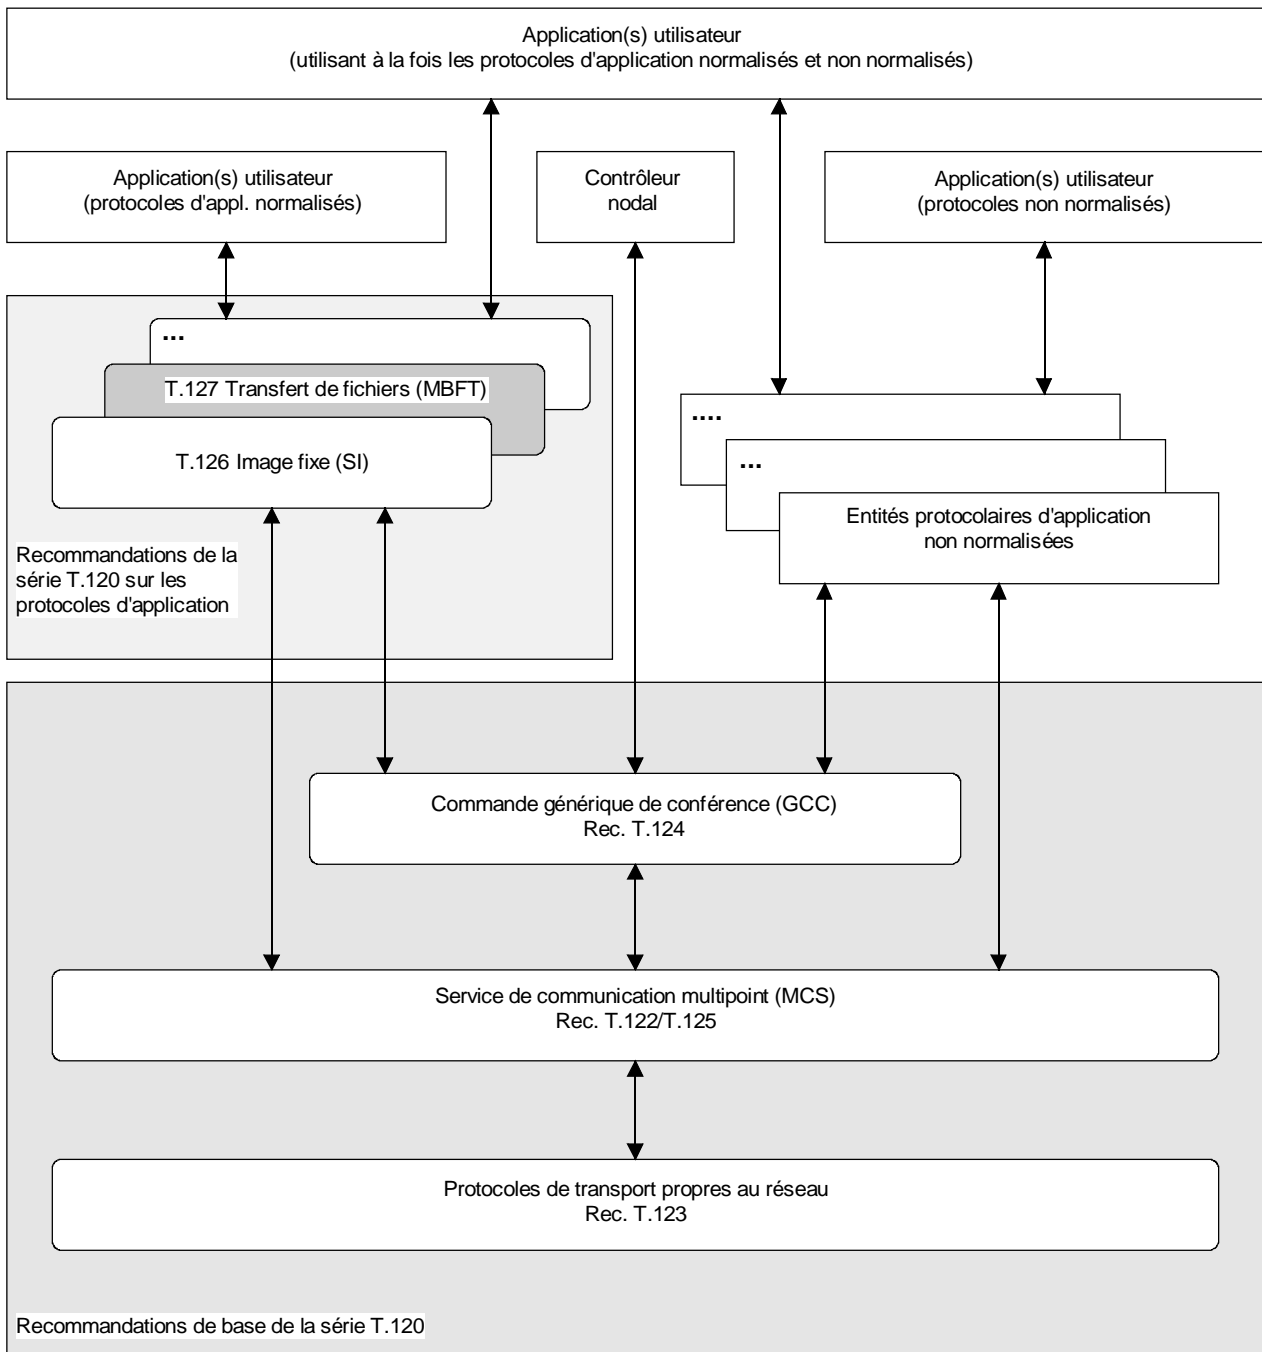 Application(s) utilisateur
(utilisant à la fois les protocoles d'application normalisés et non normalisés)
Application(s) utilisateur
(protocoles d'appl. normalisés)
Contrôleur
nodal
Application(s) utilisateur
(protocoles non normalisés)
...
T.127 Transfert de fichiers (MBFT)
T.126 Image fixe (SI)
....
...
Entités protocolaires d'application
non normalisées
Recommandations de la
série T.120 sur les
protocoles d'application
Commande générique de conférence (GCC)
Rec. T.124
Service de communication multipoint (MCS)
Rec. T.122/T.125
Protocoles de transport propres au réseau
Rec. T.123
Recommandations de base de la série T.120